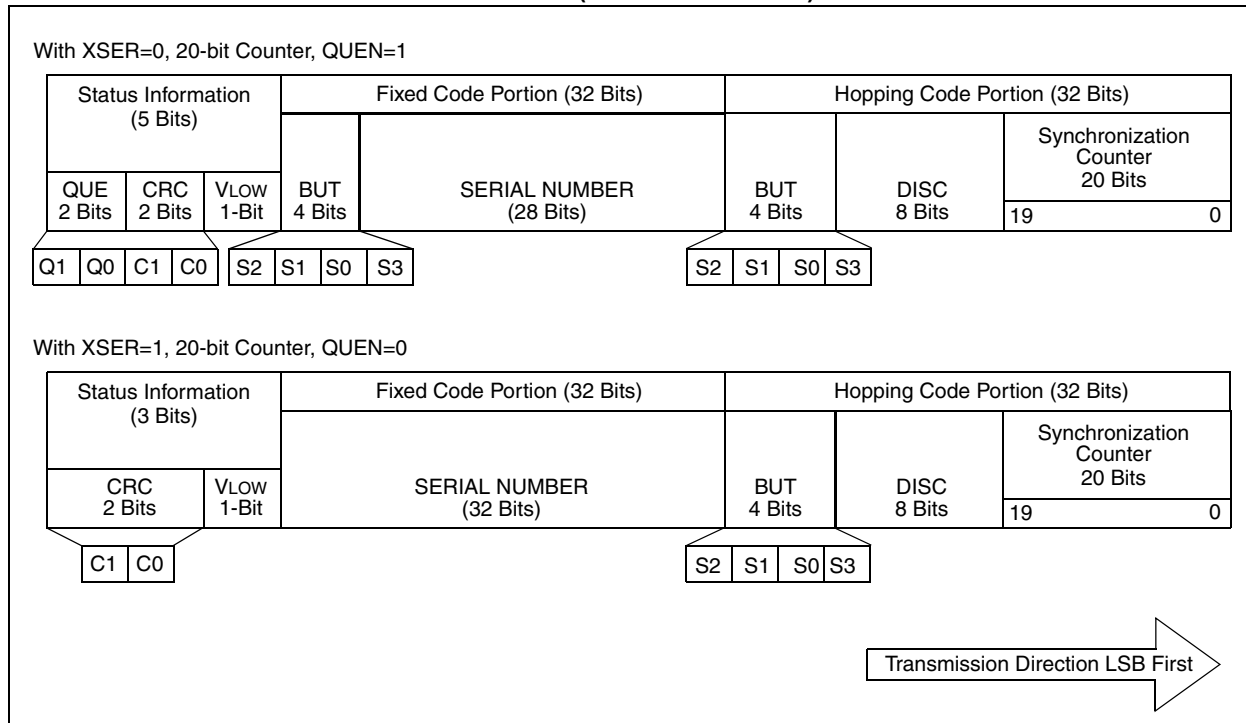 With XSER=0, 20-bit Counter, QUEN=1
Status Information
(5 Bits)
Fixed Code Portion (32 Bits)
Hopping Code Portion (32 Bits)
QUE
2 Bits
CRC
2 Bits
VLOW
1-Bit
BUT
4 Bits
SERIAL NUMBER
(28 Bits)
BUT
4 Bits
DISC
8 Bits
Synchronization
Counter
20 Bits
19 0
Q1 Q0 C1 C0
S2 S1 S0 S3
S2 S1 S0 S3
With XSER=1, 20-bit Counter, QUEN=0
Status Information
(3 Bits)
Fixed Code Portion (32 Bits)
Hopping Code Portion (32 Bits)
CRC
2 Bits
VLOW
1-Bit
SERIAL NUMBER
(32 Bits)
BUT
4 Bits
DISC
8 Bits
Synchronization
Counter
20 Bits
19 0
C1 C0
S2 S1 S0 S3
Transmission Direction LSB First